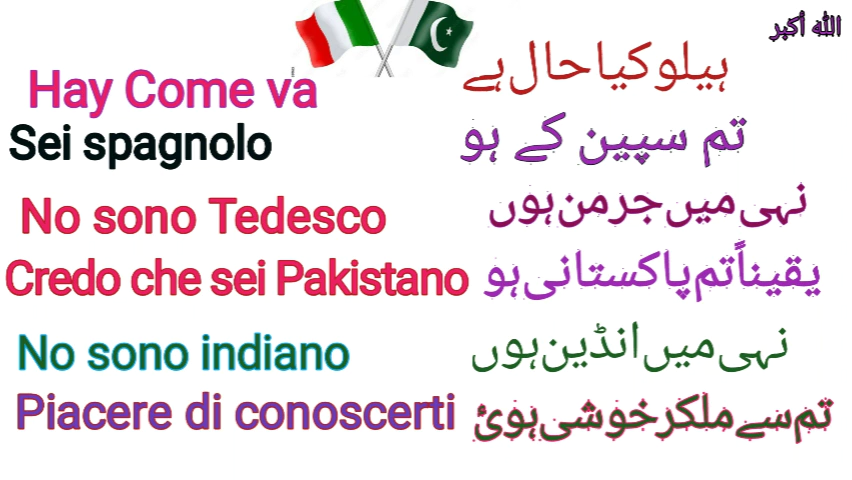 الله أكبر
Hay Come va ہیلو کیا حال ہے
Sei spagnolo تم سپین کے ہو
No sono Tedesco نہی میں جرمن ہوں
Credo che sei Pakistano یقیناً تم پاکستانی ہو
No sono indiano نہی میں انڈین ہوں
Piacere di conoscerti تم سے ملکر خوشی ہوئ